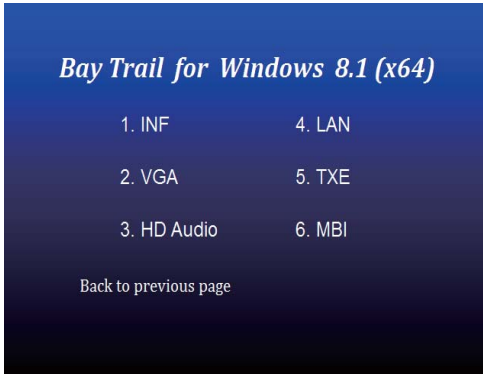 Bay Trail for Windows 8.1 (x64)
1. INF
2. VGA
3. HD Audio
4. LAN
5. TXE
6. MBI
Back to previous page